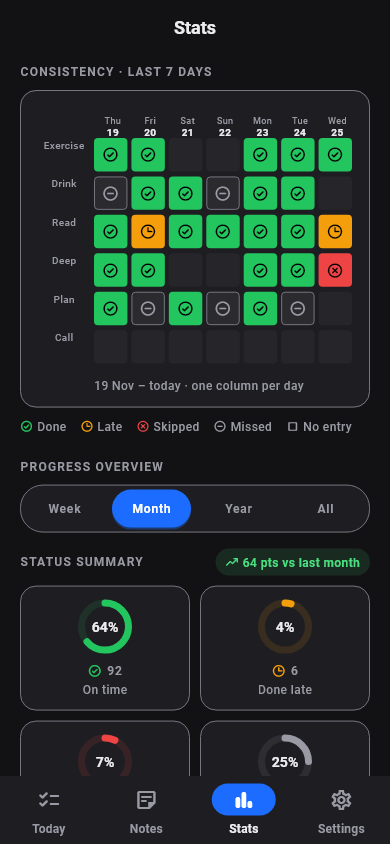 Stats
CONSISTENCY · LAST 7 DAYS
Thu Fri Sat Sun Mon Tue Wed
19 20 21 22 23 24 25
Exercise
Drink
Read
Deep
Plan
Call
19 Nov – today · one column per day
Done Late Skipped Missed No entry
PROGRESS OVERVIEW
Week Month Year All
STATUS SUMMARY 64 pts vs last month
64% 4%
92 6
On time Done late
7% 25%
Today Notes Stats Settings